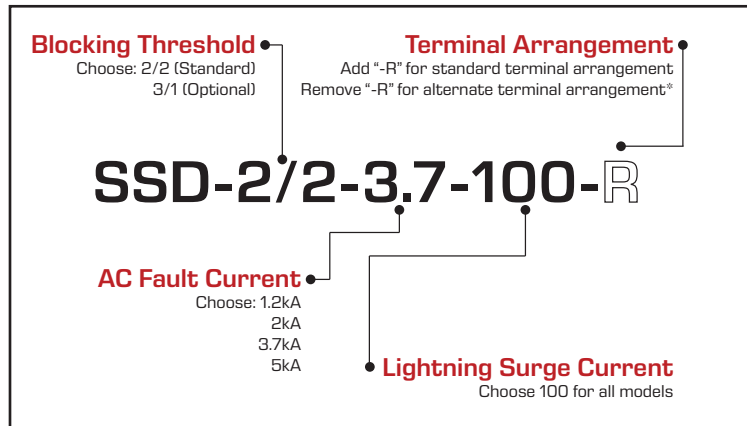 Blocking Threshold
Choose: 2/2 (Standard)
3/1 (Optional)
Terminal Arrangement
Add “-R” for standard terminal arrangement
Remove “-R” for alternate terminal arrangement*
SSD-2/2-3.7-100-R
AC Fault Current
Choose: 1.2kA
2kA
3.7kA
5kA
Lightning Surge Current
Choose 100 for all models